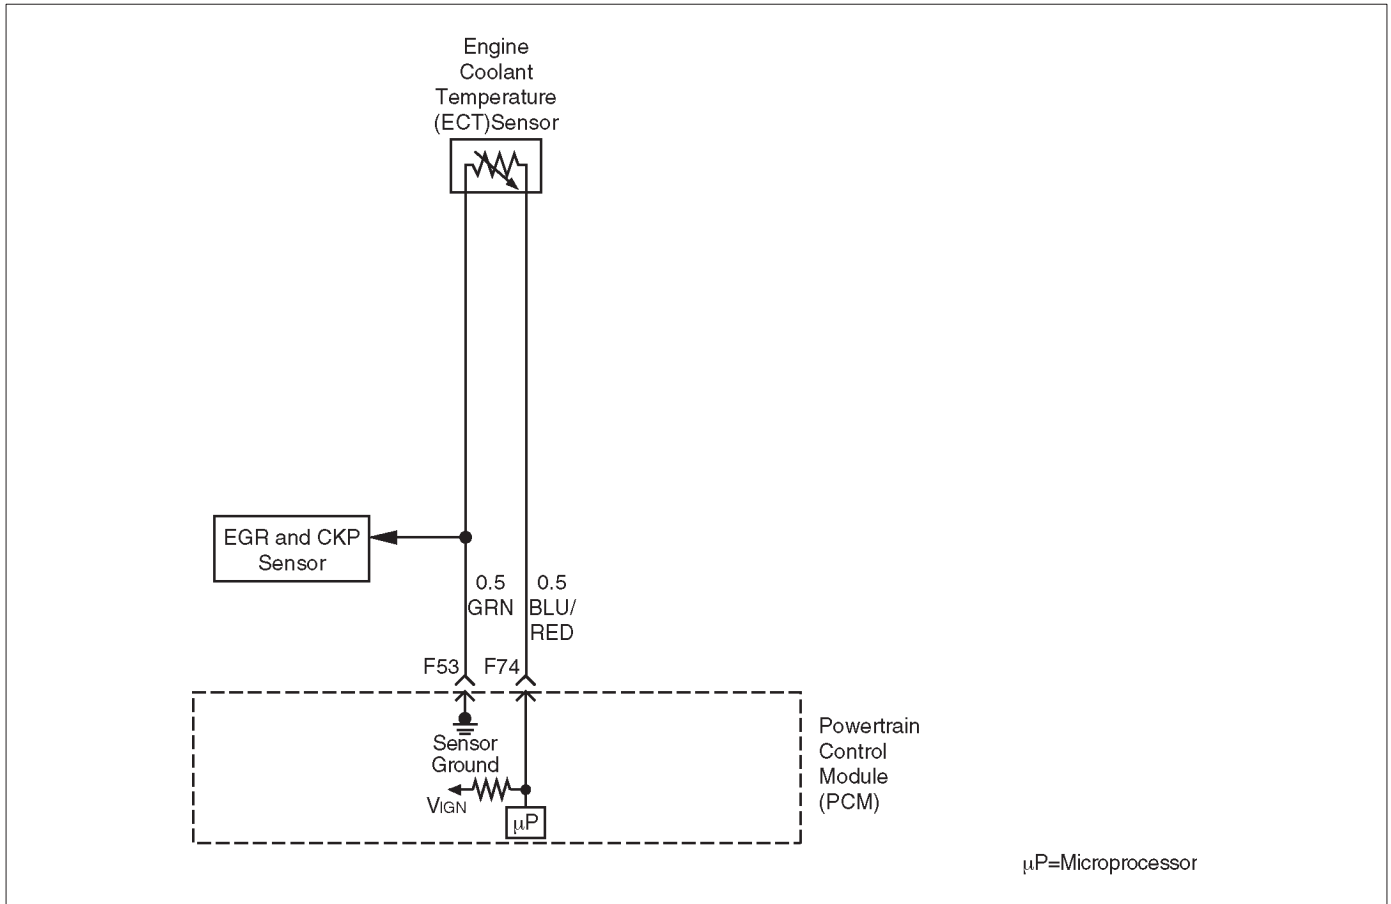 Engine
Coolant
Temperature
(ECT)Sensor
EGR and CKP
Sensor
0.5
GRN
0.5
BLU/
RED
F53
F74
Sensor
Ground
VIGN
µP
Powertrain
Control
Module
(PCM)
µP=Microprocessor